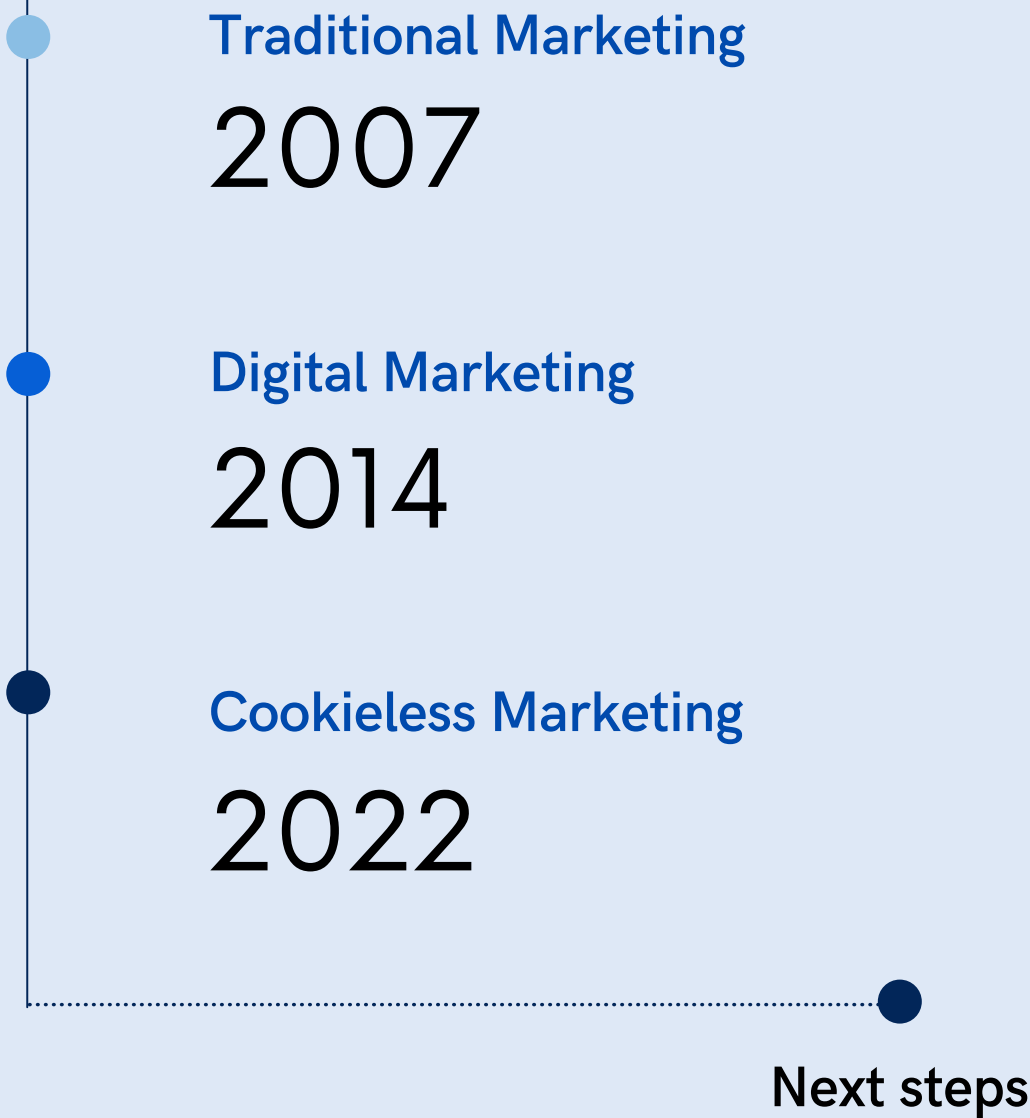 Traditional Marketing
2007
Digital Marketing
2014
Cookieless Marketing
2022
Next steps